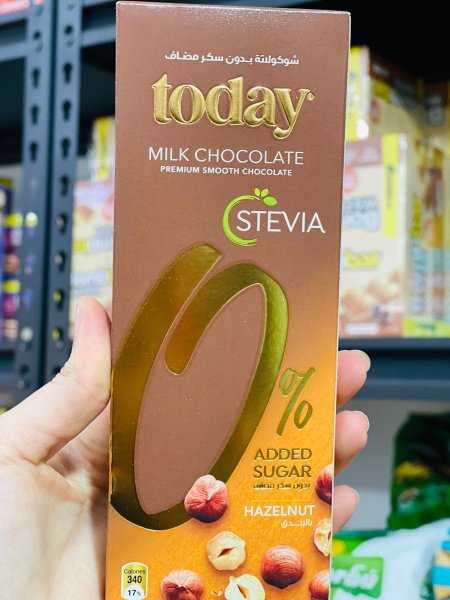 شوكولاتة بدون سكر مضاف
today
MILK CHOCOLATE
PREMIUM SMOOTH CHOCOLATE
STEVIA
0%
ADDED
SUGAR
بدون سكر مضاف
HAZELNUT
بالبندق
Calories
340
17%